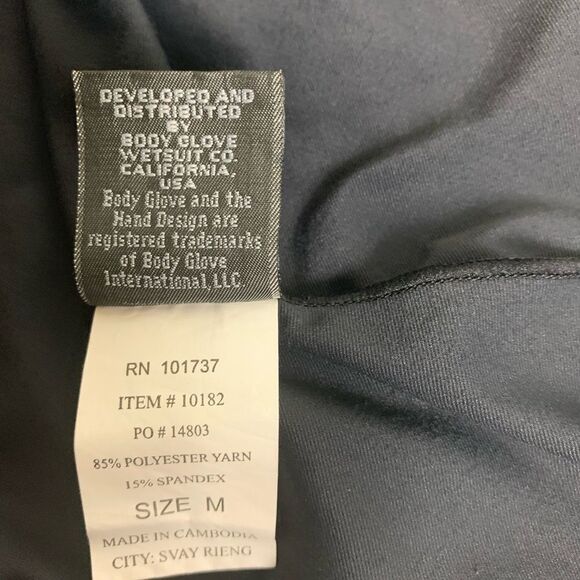 DEVELOPED AND
DISTRIBUTED
BY
BODY GLOVE
WETSUIT CO.
CALIFORNIA,
USA
Body Glove and the
Hand Design are
registered trademarks
of Body Glove
International, LLC.
RN 101737
ITEM # 10182
PO # 14803
85% POLYESTER YARN
15% SPANDEX
SIZE M
MADE IN CAMBODIA
CITY: SVAY RIENG